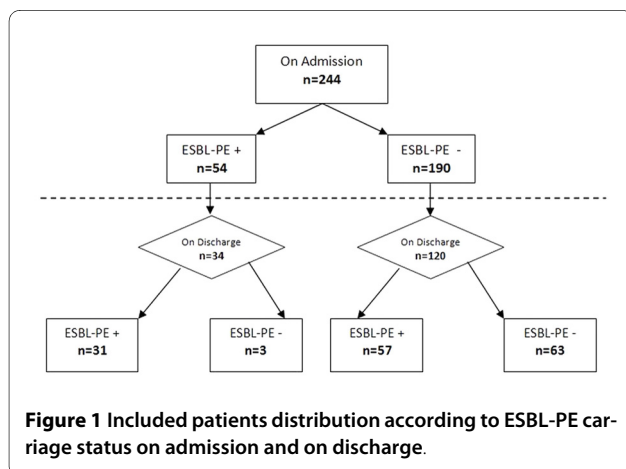 On Admission
n=244
ESBL-PE +
n=54
ESBL-PE -
n=190
On Discharge
n=34
On Discharge
n=120
ESBL-PE +
n=31
ESBL-PE -
n=3
ESBL-PE +
n=57
ESBL-PE -
n=63
Figure 1 Included patients distribution according to ESBL-PE car-
riage status on admission and on discharge.